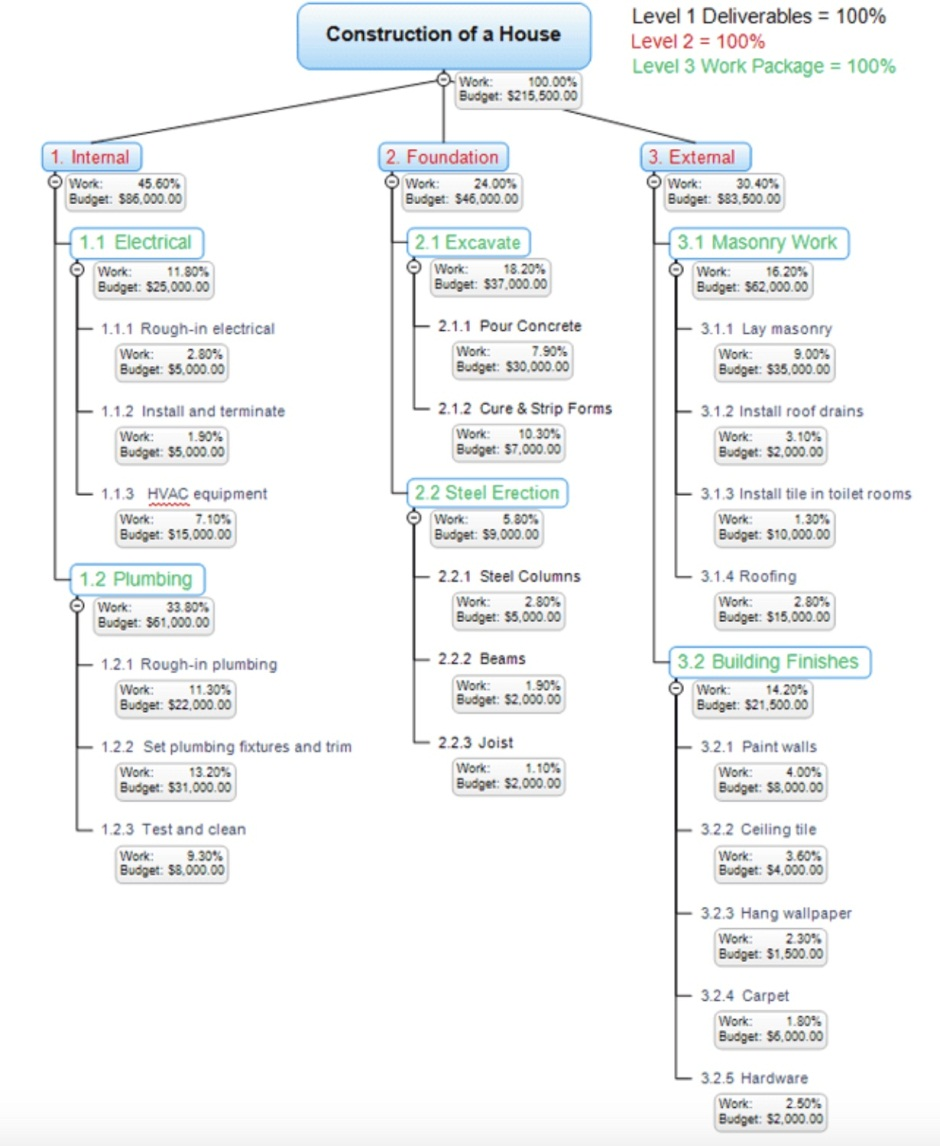 Construction of a House
Level 1 Deliverables = 100%
Level 2 = 100%
Level 3 Work Package = 100%
Work: 100.00%
Budget: $215,500.00
1. Internal
Work: 45.60%
Budget: $86,000.00
1.1 Electrical
Work: 11.80%
Budget: $25,000.00
1.1.1 Rough-in electrical
Work: 2.80%
Budget: $5,000.00
1.1.2 Install and terminate
Work: 1.90%
Budget: $5,000.00
1.1.3 HVAC equipment
Work: 7.10%
Budget: $15,000.00
1.2 Plumbing
Work: 33.80%
Budget: $61,000.00
1.2.1 Rough-in plumbing
Work: 11.30%
Budget: $22,000.00
1.2.2 Set plumbing fixtures and trim
Work: 13.20%
Budget: $31,000.00
1.2.3 Test and clean
Work: 9.30%
Budget: $8,000.00
2. Foundation
Work: 24.00%
Budget: $46,000.00
2.1 Excavate
Work: 18.20%
Budget: $37,000.00
2.1.1 Pour Concrete
Work: 7.90%
Budget: $30,000.00
2.1.2 Cure & Strip Forms
Work: 10.30%
Budget: $7,000.00
2.2 Steel Erection
Work: 5.80%
Budget: $9,000.00
2.2.1 Steel Columns
Work: 2.80%
Budget: $5,000.00
2.2.2 Beams
Work: 1.90%
Budget: $2,000.00
2.2.3 Joist
Work: 1.10%
Budget: $2,000.00
3. External
Work: 30.40%
Budget: $83,500.00
3.1 Masonry Work
Work: 16.20%
Budget: $62,000.00
3.1.1 Lay masonry
Work: 9.00%
Budget: $35,000.00
3.1.2 Install roof drains
Work: 3.10%
Budget: $2,000.00
3.1.3 Install tile in toilet rooms
Work: 1.30%
Budget: $10,000.00
3.1.4 Roofing
Work: 2.80%
Budget: $15,000.00
3.2 Building Finishes
Work: 14.20%
Budget: $21,500.00
3.2.1 Paint walls
Work: 4.00%
Budget: $8,000.00
3.2.2 Ceiling tile
Work: 3.60%
Budget: $4,000.00
3.2.3 Hang wallpaper
Work: 2.30%
Budget: $1,500.00
3.2.4 Carpet
Work: 1.80%
Budget: $6,000.00
3.2.5 Hardware
Work: 2.50%
Budget: $2,000.00